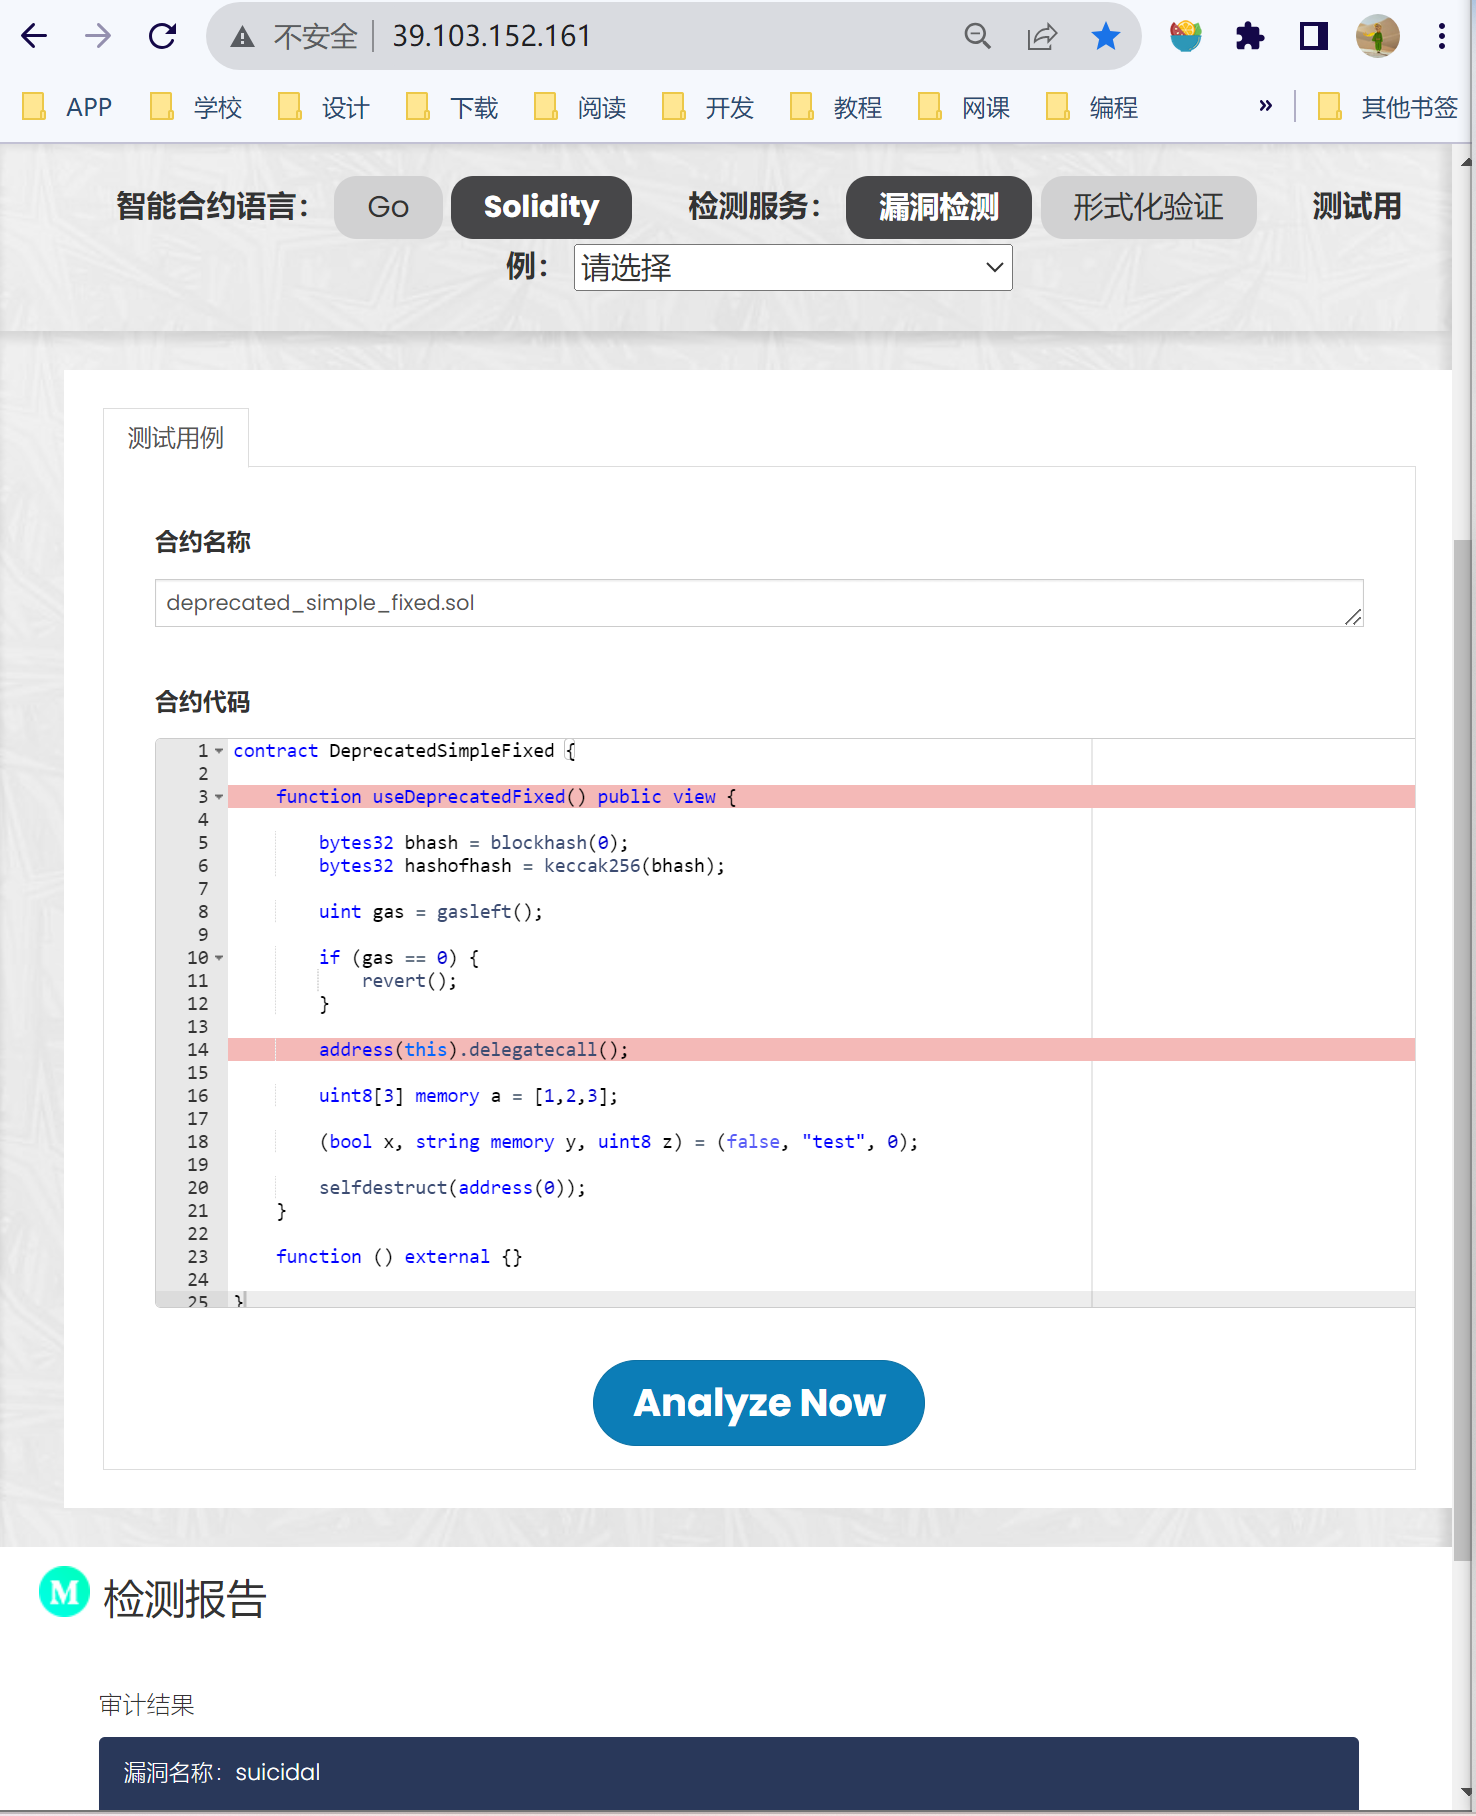 不安全 39.103.152.161
APP 学校 设计 下载 阅读 开发 教程 网课 编程 » 其他书签
智能合约语言： Go Solidity 检测服务： 漏洞检测 形式化验证 测试用
例： 请选择
测试用例
合约名称
deprecated_simple_fixed.sol
合约代码
1 contract DeprecatedSimpleFixed {
2
3 function useDeprecatedFixed() public view {
4
5 bytes32 bhash = blockhash(0);
6 bytes32 hashofhash = keccak256(bhash);
7
8 uint gas = gasleft();
9
10 if (gas == 0) {
11 revert();
12 }
13
14 address(this).delegatecall();
15
16 uint8[3] memory a = [1,2,3];
17
18 (bool x, string memory y, uint8 z) = (false, "test", 0);
19
20 selfdestruct(address(0));
21 }
22
23 function () external {}
24
25 }
Analyze Now
M 检测报告
审计结果
漏洞名称：suicidal